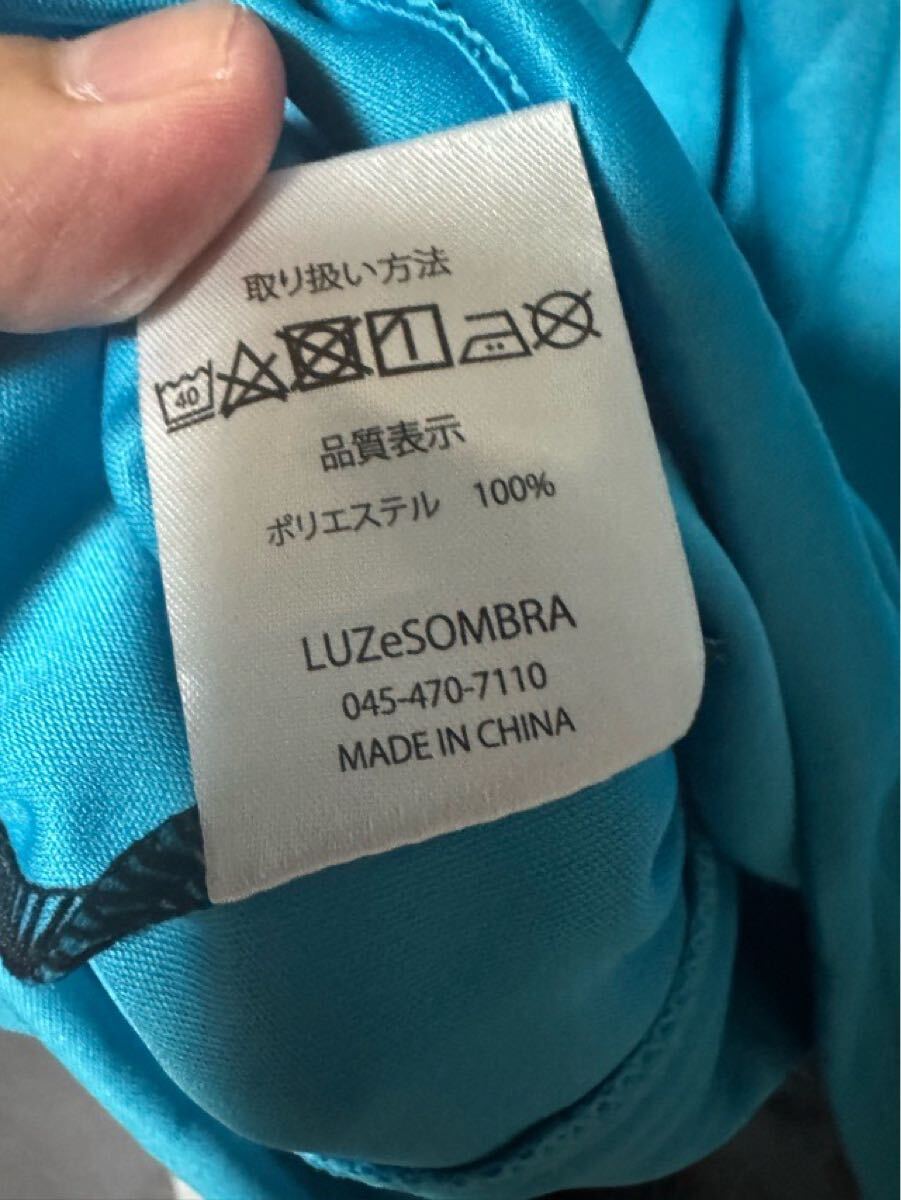 取り扱い方法
40
品質表示
ポリエステル 100%
LUZeSOMBRA
045-470-7110
MADE IN CHINA